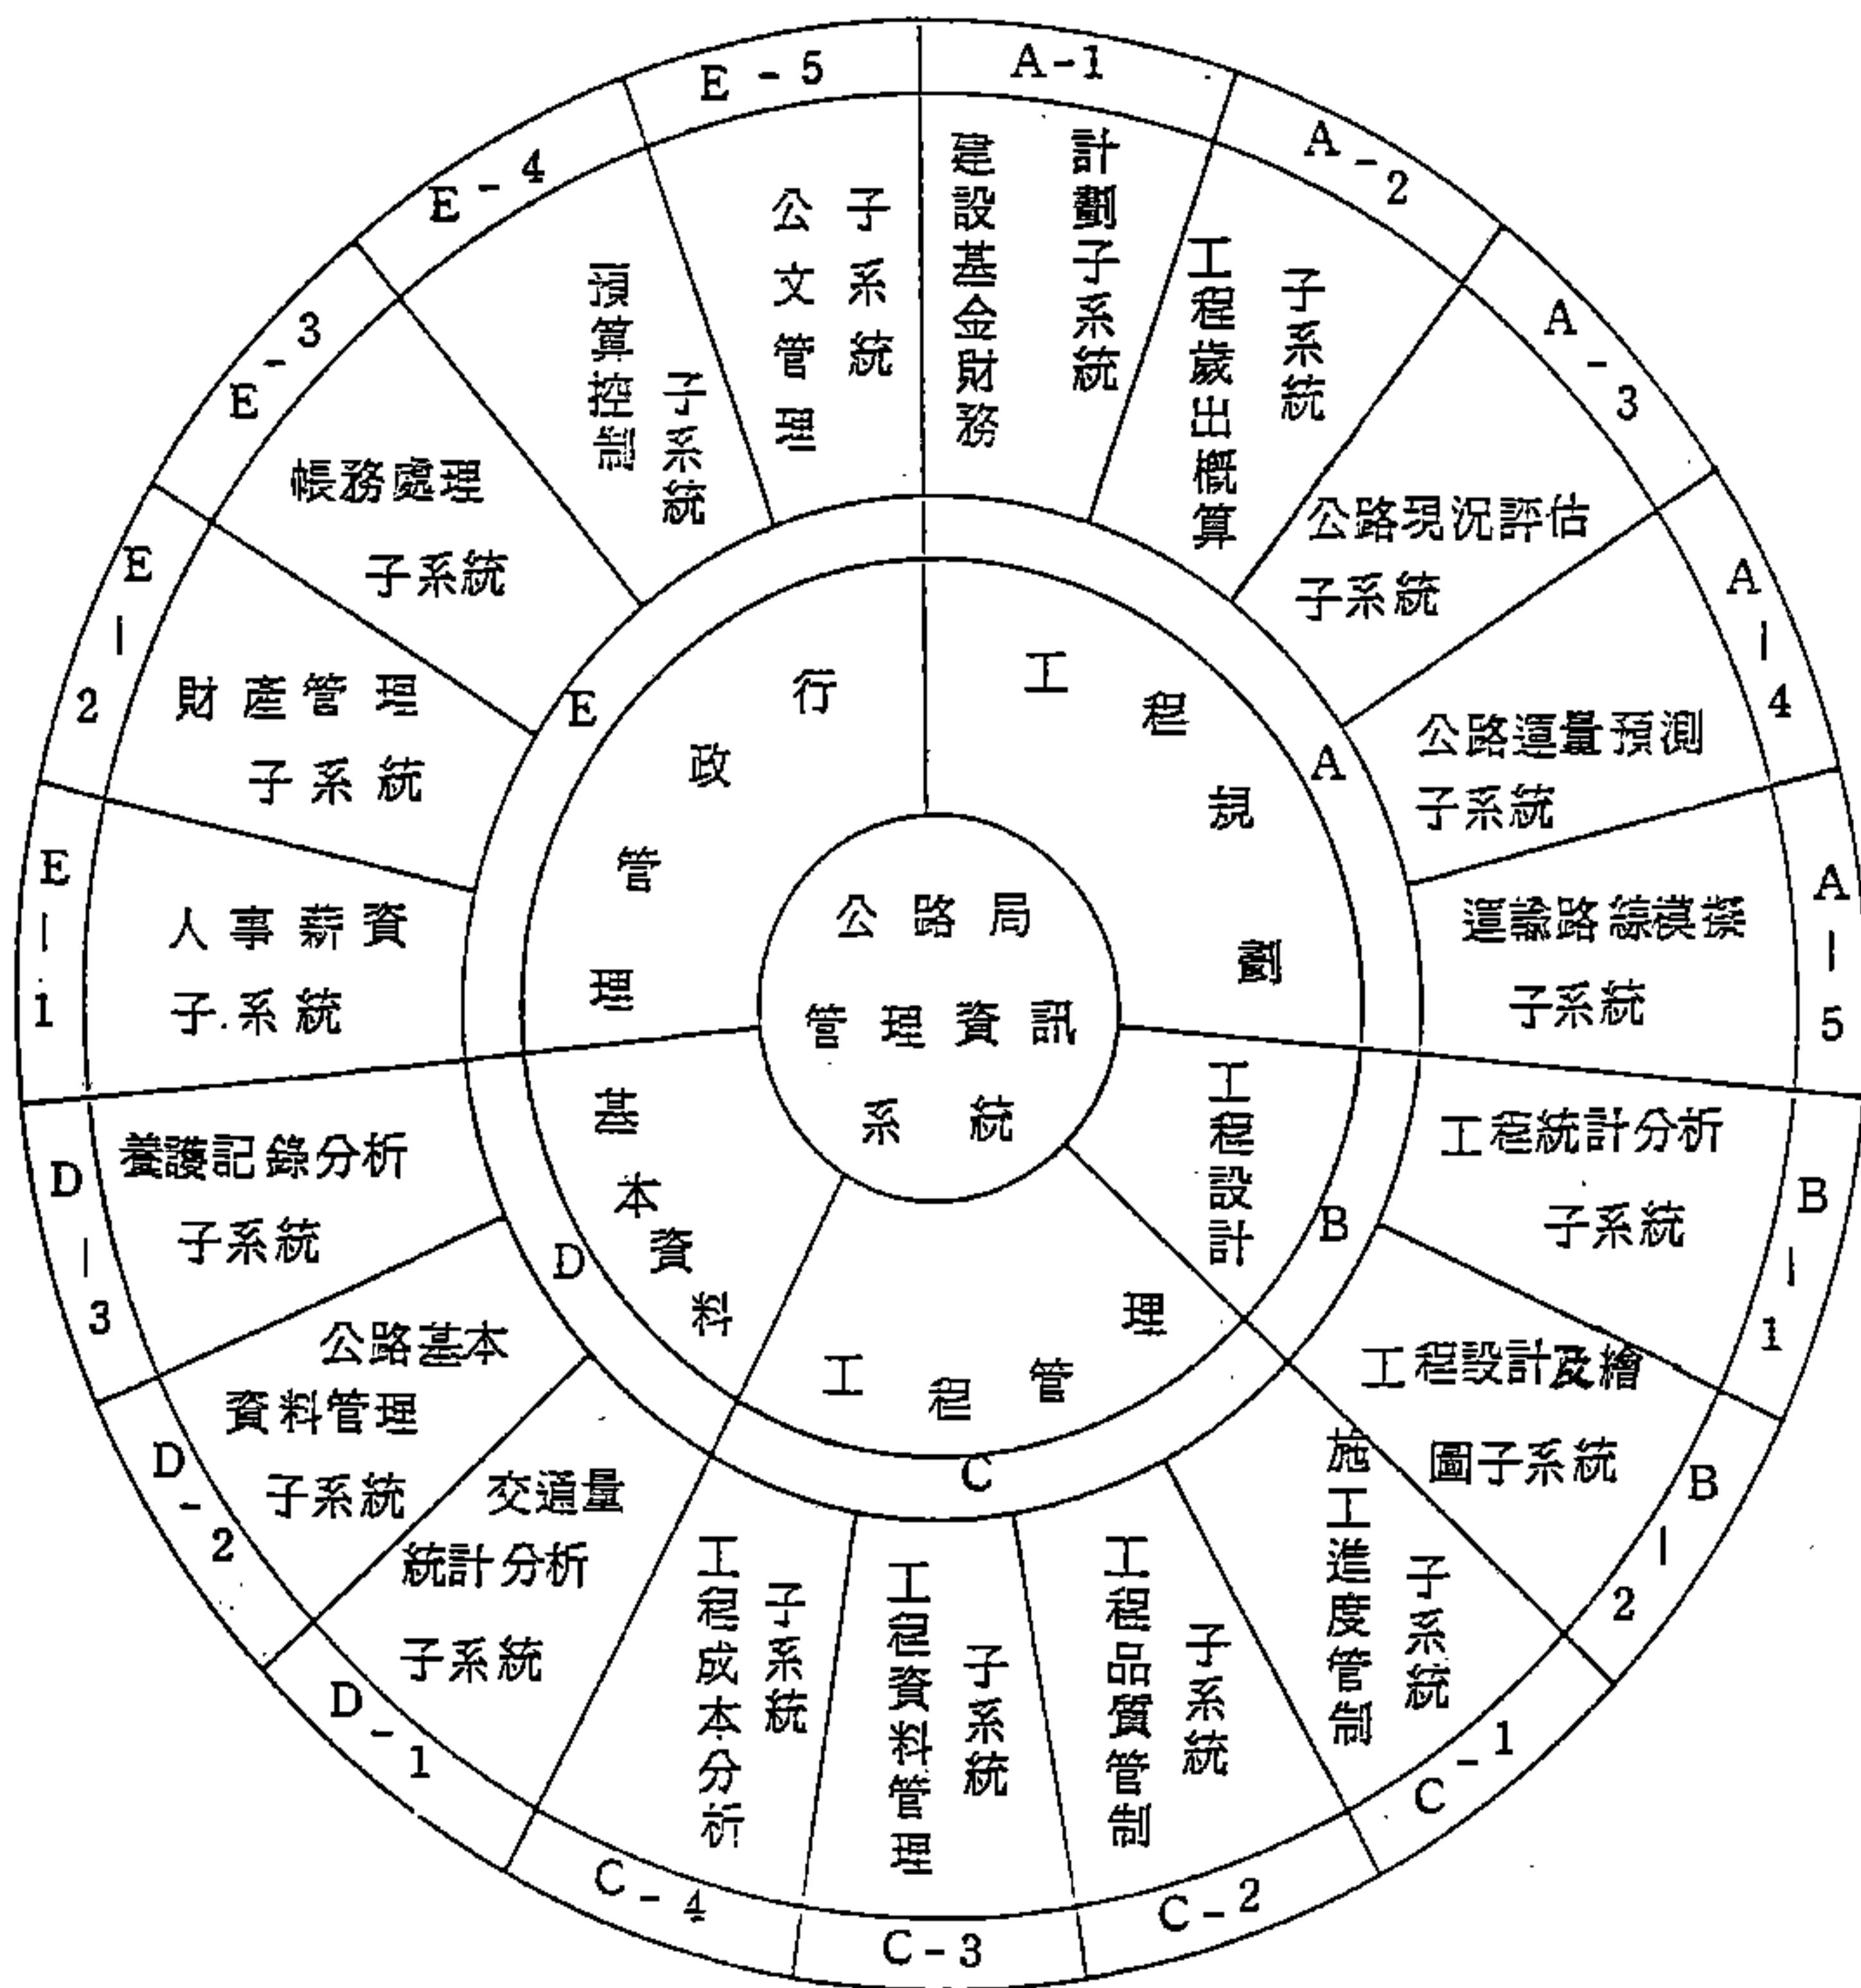 公路局
管理資訊
系統
A
工程規劃
A-1
建設基金財務
計劃子系統
A-2
工程歲出概算
子系統
A-3
公路現況評估
子系統
A-4
公路運量預測
子系統
A-5
運輸路線模擬
子系統
B
工程設計
B-1
工程統計分析
子系統
B-2
工程設計及繪
圖子系統
C
工程管理
C-1
施工進度管制
子系統
C-2
工程品質管制
子系統
C-3
工程資料管理
子系統
C-4
工程成本分析
子系統
D
基本資料
D-1
交通量
統計分析
子系統
D-2
公路基本
資料管理
子系統
D-3
養護記錄分析
子系統
E
行政管理
E-1
人事薪資
子系統
E-2
財產管理
子系統
E-3
帳務處理
子系統
E-4
預算控制
子系統
E-5
公文管理
子系統